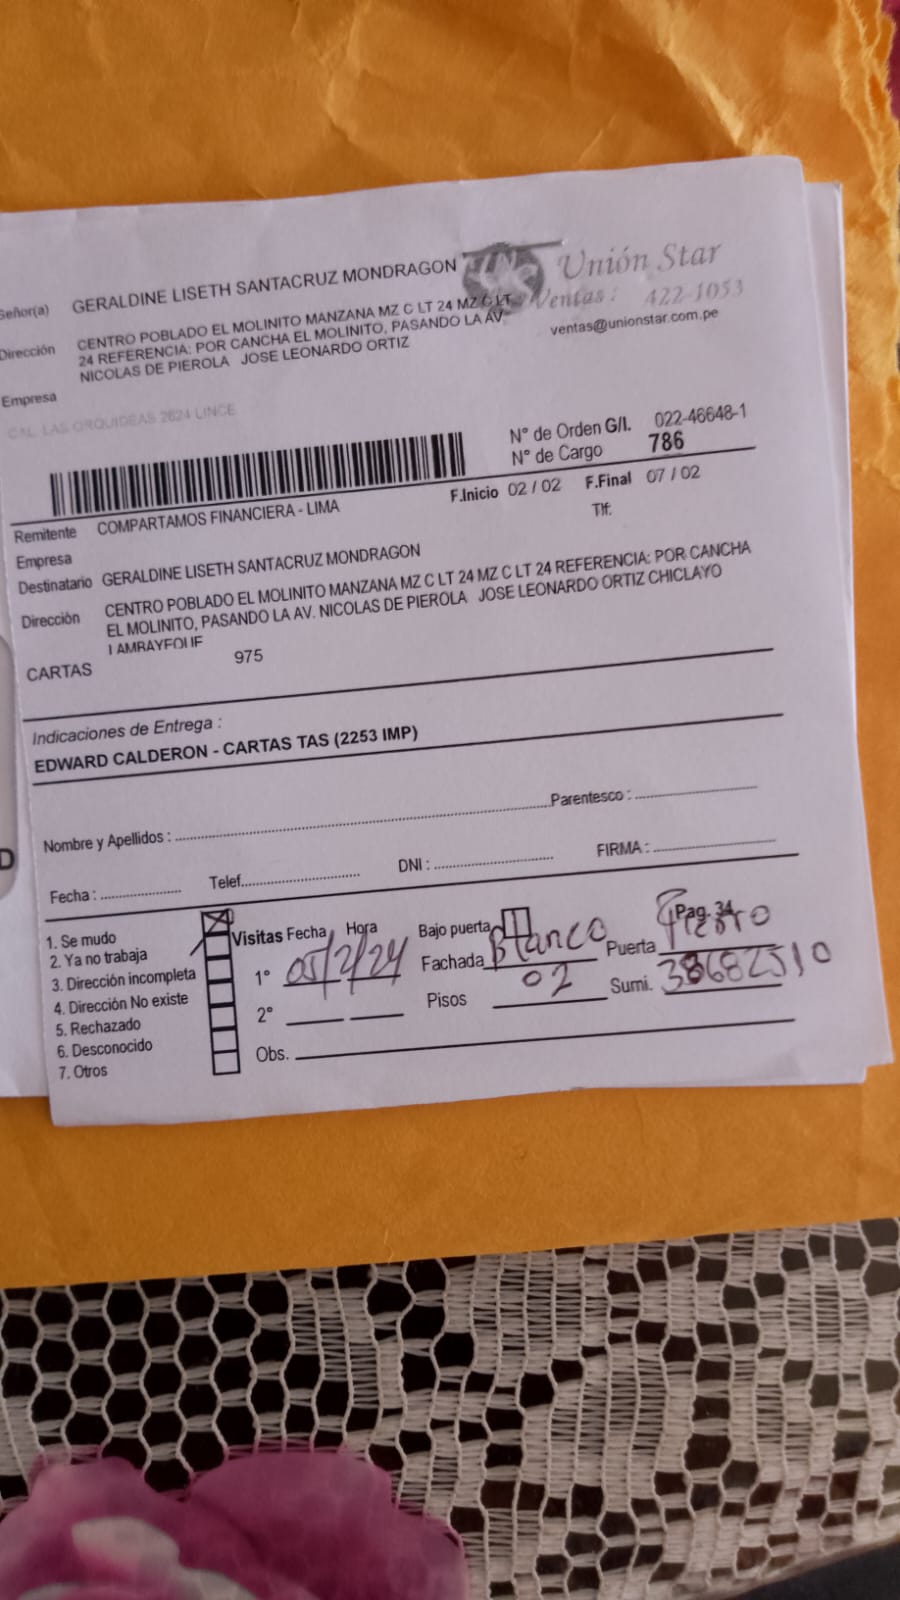 Señor(a) GERALDINE LISETH SANTACRUZ MONDRAGON
Unión Star
Ventas: 422-1053
ventas@unionstar.com.pe
Dirección CENTRO POBLADO EL MOLINITO MANZANA MZ C LT 24 MZ C LT
24 REFERENCIA: POR CANCHA EL MOLINITO, PASANDO LA AV.
NICOLAS DE PIEROLA JOSE LEONARDO ORTIZ
Empresa
CAL. LAS ORQUIDEAS 2624 LINCE
N° de Orden G/I. 022-46648-1
N° de Cargo 786
F.Inicio 02 / 02 F.Final 07 / 02
Remitente COMPARTAMOS FINANCIERA - LIMA
Tlf:
Empresa
Destinatario GERALDINE LISETH SANTACRUZ MONDRAGON
Dirección CENTRO POBLADO EL MOLINITO MANZANA MZ C LT 24 MZ C LT 24 REFERENCIA: POR CANCHA
EL MOLINITO, PASANDO LA AV. NICOLAS DE PIEROLA JOSE LEONARDO ORTIZ CHICLAYO
LAMBAYEQUE
CARTAS 975
Indicaciones de Entrega :
EDWARD CALDERON - CARTAS TAS (2253 IMP)
Nombre y Apellidos : Parentesco :
Fecha : Telef. DNI : FIRMA :
D
Pag. 34
1. Se mudo
2. Ya no trabaja
3. Dirección incompleta
4. Dirección No existe
5. Rechazado
6. Desconocido
7. Otros
Visitas Fecha Hora Bajo puerta
1° 05/2/24 Fachada Blanco Puerta Fierro
2° Pisos 02 Sumi. 38682510
Obs.